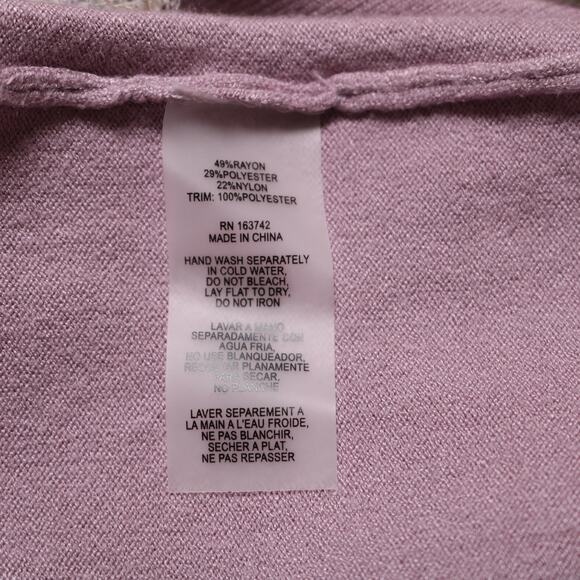 49%RAYON
29%POLYESTER
22%NYLON
TRIM: 100%POLYESTER
RN 163742
MADE IN CHINA
HAND WASH SEPARATELY
IN COLD WATER,
DO NOT BLEACH,
LAY FLAT TO DRY,
DO NOT IRON
LAVAR A MANO
SEPARADAMENTE CON
AGUA FRIA,
NO USE BLANQUEADOR,
PLANAMENTE
PARA SECAR,
NO PLANCHE
LAVER SEPAREMENT A
LA MAIN A L'EAU FROIDE,
NE PAS BLANCHIR,
SECHER A PLAT,
NE PAS REPASSER